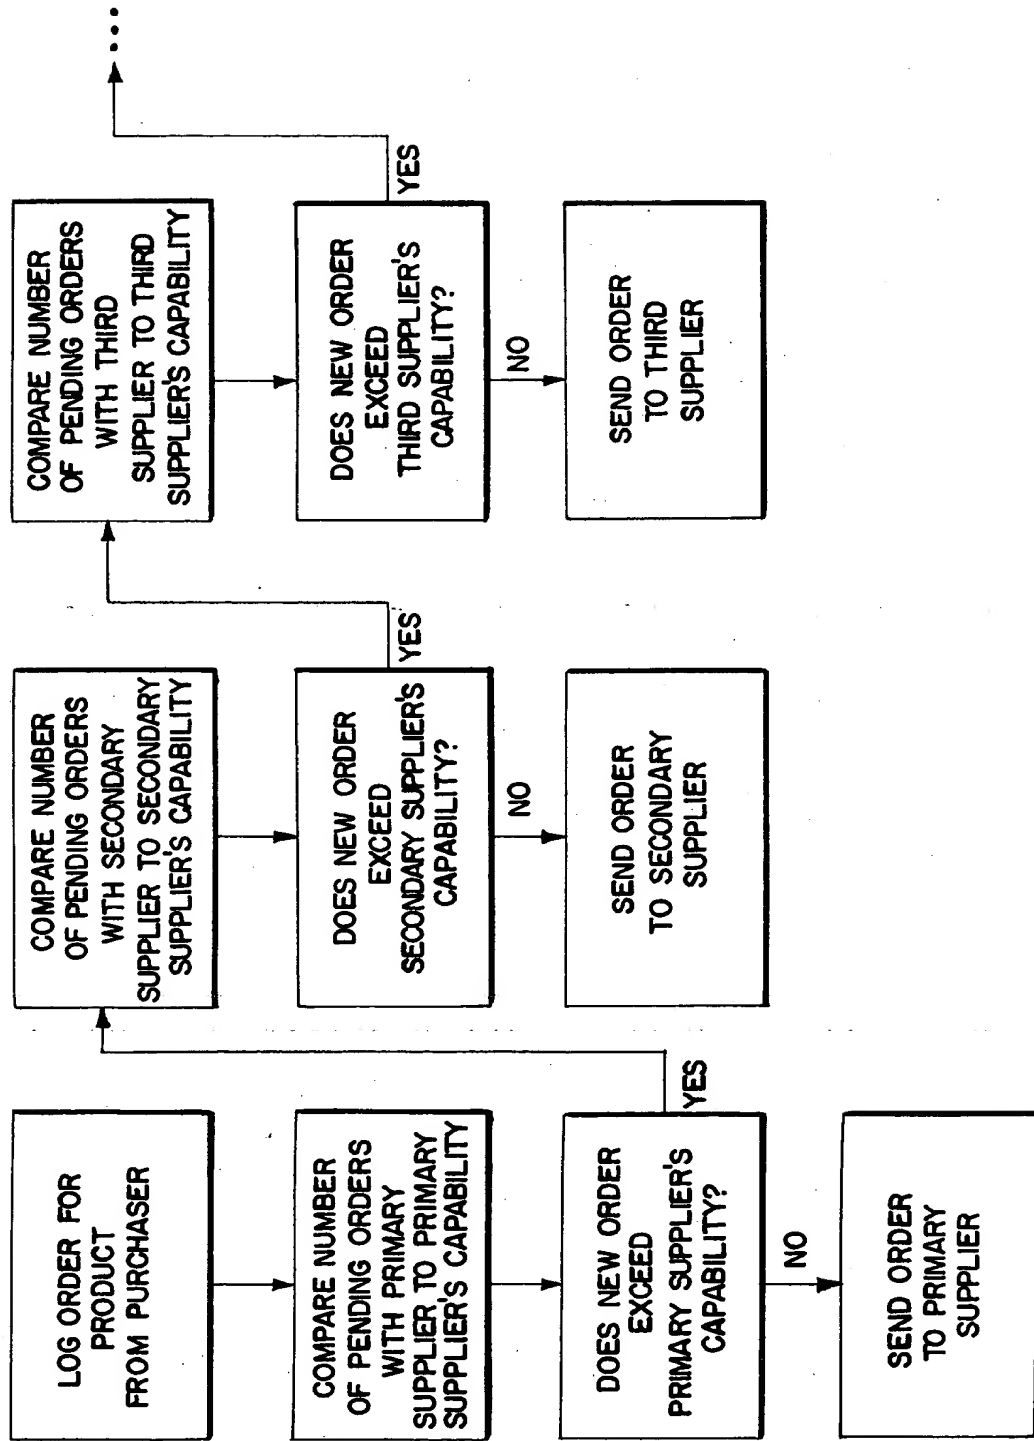 LOG ORDER FOR
PRODUCT
FROM PURCHASER
COMPARE NUMBER
OF PENDING ORDERS
WITH PRIMARY
SUPPLIER TO PRIMARY
SUPPLIER'S CAPABILITY
DOES NEW ORDER
EXCEED
PRIMARY SUPPLIER'S
CAPABILITY?
YES
NO
SEND ORDER
TO PRIMARY
SUPPLIER
COMPARE NUMBER
OF PENDING ORDERS
WITH SECONDARY
SUPPLIER TO SECONDARY
SUPPLIER'S CAPABILITY
DOES NEW ORDER
EXCEED
SECONDARY SUPPLIER'S
CAPABILITY?
YES
NO
SEND ORDER
TO SECONDARY
SUPPLIER
COMPARE NUMBER
OF PENDING ORDERS
WITH THIRD
SUPPLIER TO THIRD
SUPPLIER'S CAPABILITY
DOES NEW ORDER
EXCEED
THIRD SUPPLIER'S
CAPABILITY?
YES
NO
SEND ORDER
TO THIRD
SUPPLIER
...